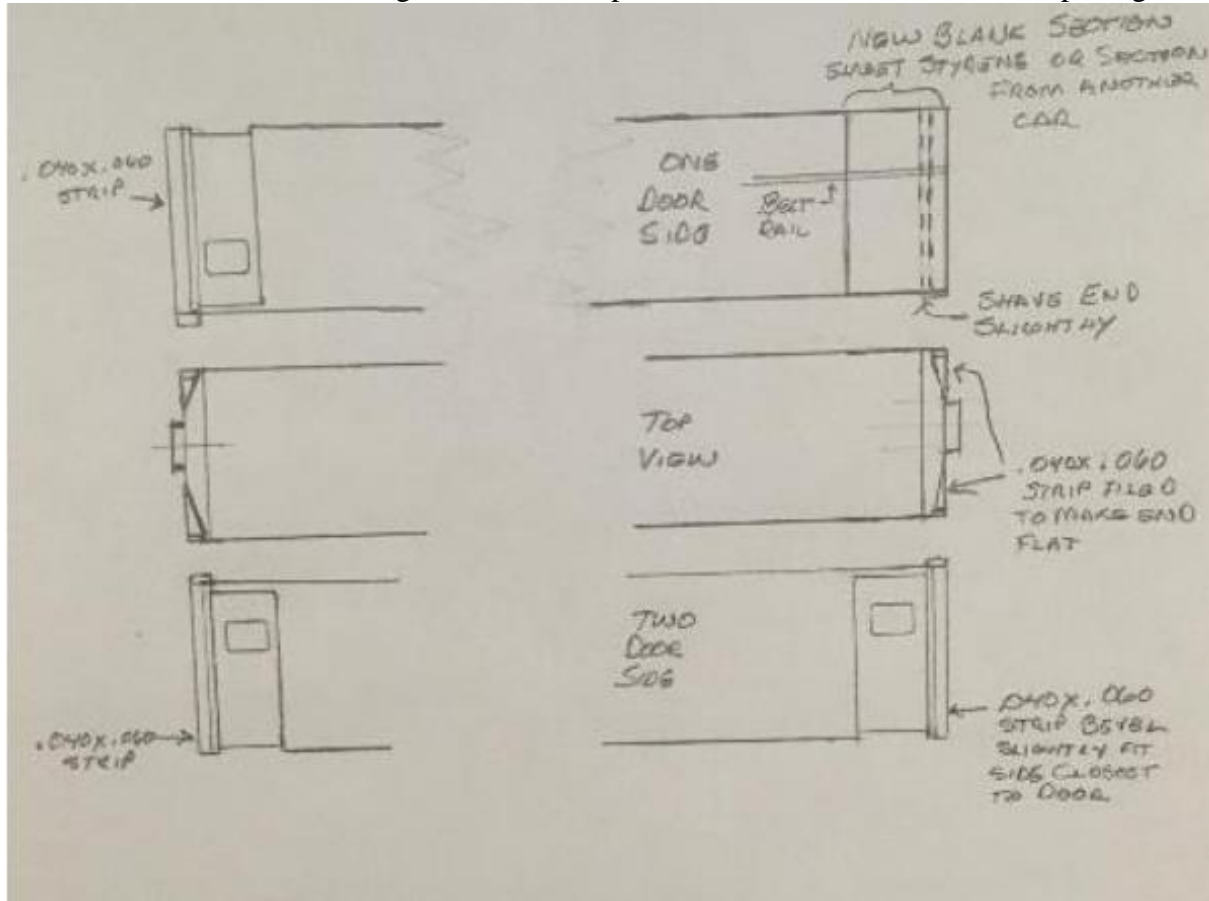 NEW BLANK SECTION
SHEET STYRENE OR SECTION
FROM ANOTHER
CAR
.040X.060
STRIP
ONE
DOOR
SIDE
BELT
RAIL
SHAVE END
SLIGHTLY
TOP
VIEW
.040X.060
STRIP FILED
TO MAKE END
FLAT
TWO
DOOR
SIDE
.040X.060
STRIP
.040X.060
STRIP BEVEL
SLIGHTLY FIT
SIDE CLOSEST
TO DOOR